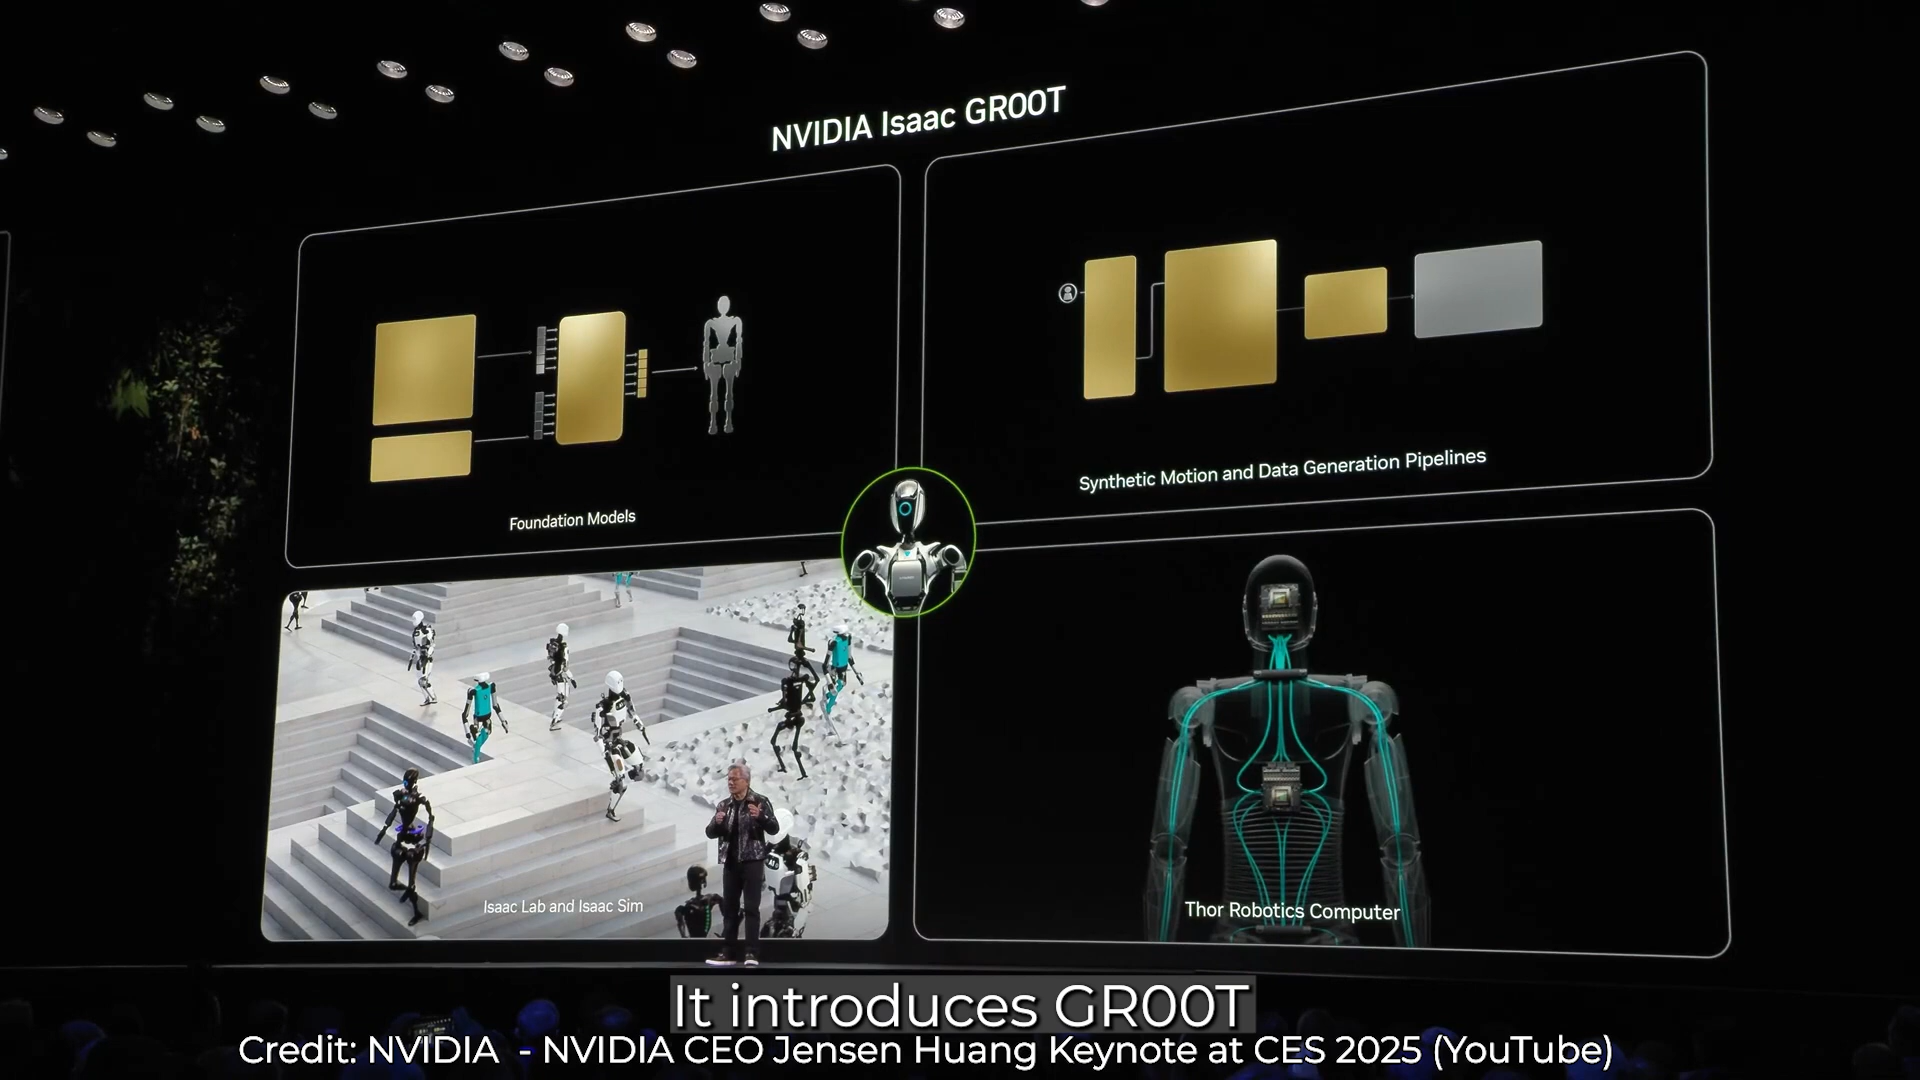 NVIDIA Isaac GR00T
Foundation Models
Synthetic Motion and Data Generation Pipelines
Isaac Lab and Isaac Sim
Thor Robotics Computer
It introduces GR00T
Credit: NVIDIA - NVIDIA CEO Jensen Huang Keynote at CES 2025 (YouTube)